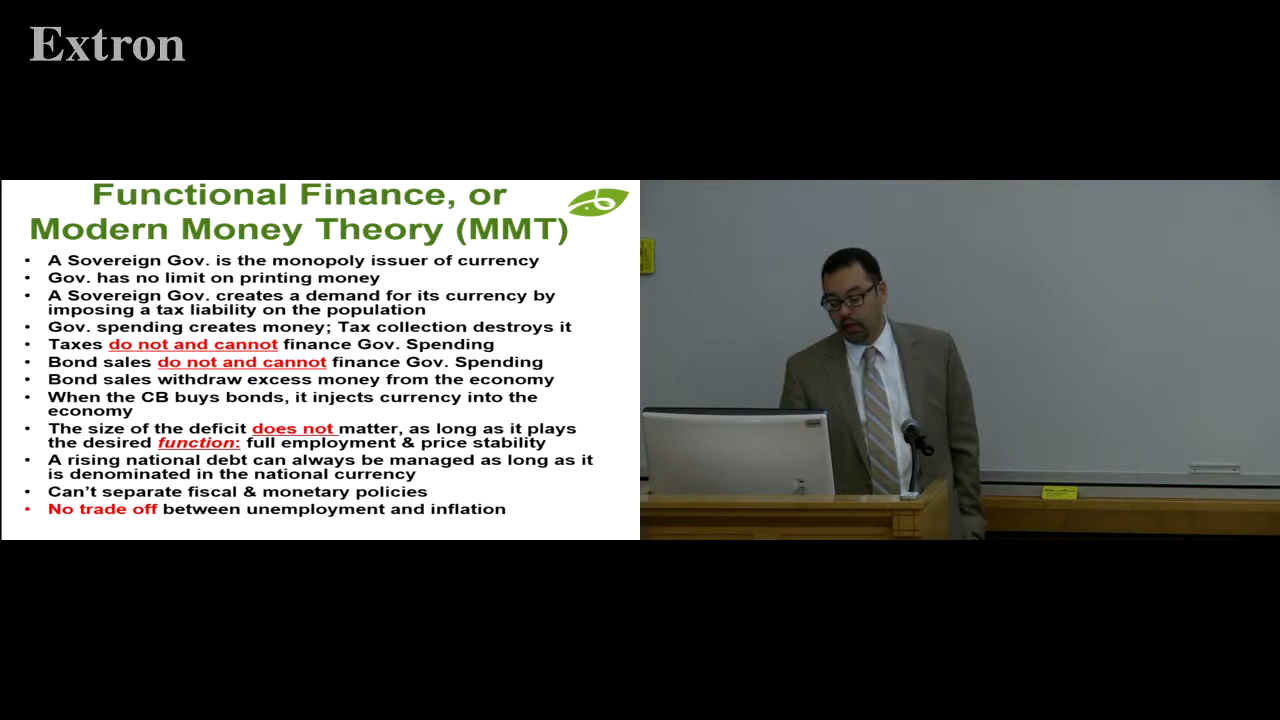 Extron
Functional Finance, or
Modern Money Theory (MMT)
• A Sovereign Gov. is the monopoly issuer of currency
• Gov. has no limit on printing money
• A Sovereign Gov. creates a demand for its currency by
imposing a tax liability on the population
• Gov. spending creates money; Tax collection destroys it
• Taxes do not and cannot finance Gov. Spending
• Bond sales do not and cannot finance Gov. Spending
• Bond sales withdraw excess money from the economy
• When the CB buys bonds, it injects currency into the
economy
• The size of the deficit does not matter, as long as it plays
the desired function: full employment & price stability
• A rising national debt can always be managed as long as it
is denominated in the national currency
• Can't separate fiscal & monetary policies
• No trade off between unemployment and inflation